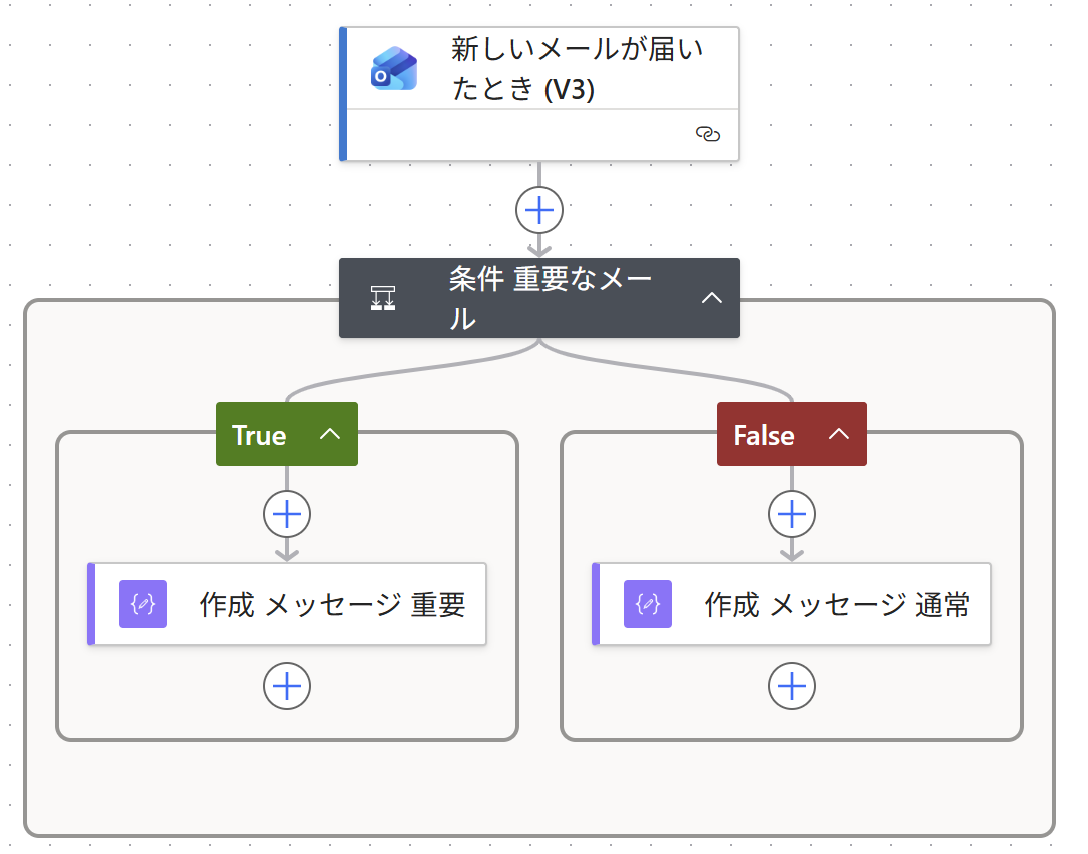 新しいメールが届い
たとき (V3)
条件 重要なメー
ル
True
False
作成 メッセージ 重要
作成 メッセージ 通常